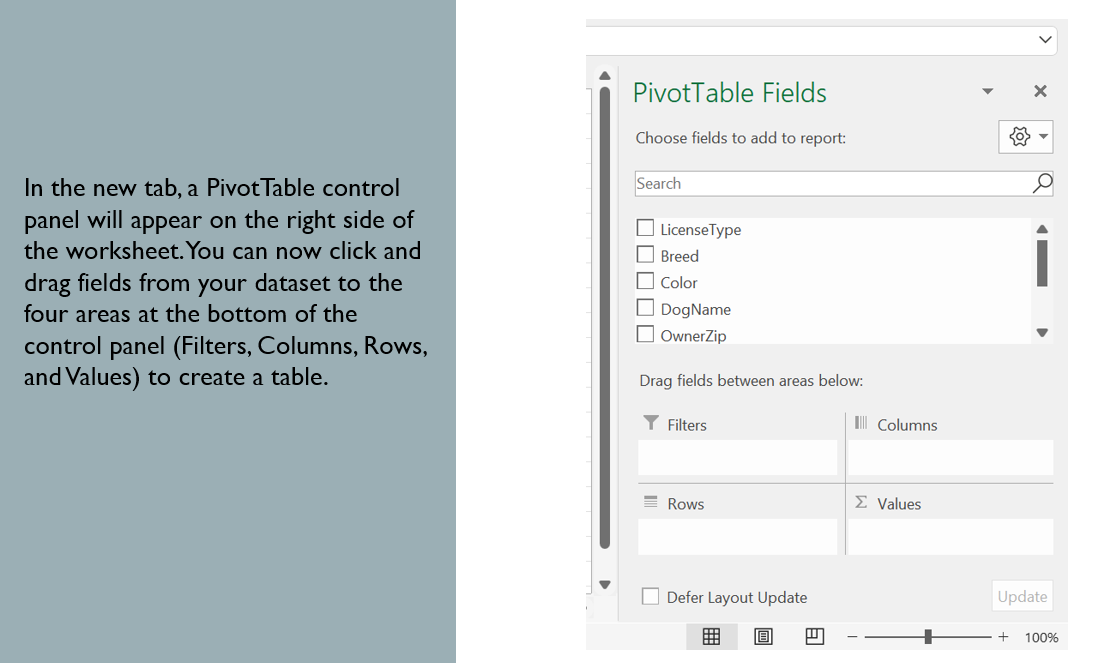 In the new tab, a PivotTable control
panel will appear on the right side of
the worksheet. You can now click and
drag fields from your dataset to the
four areas at the bottom of the
control panel (Filters, Columns, Rows,
and Values) to create a table.
PivotTable Fields
Choose fields to add to report:
Search
LicenseType
Breed
Color
DogName
OwnerZip
Drag fields between areas below:
Filters
Columns
Rows
Σ Values
Defer Layout Update
Update
100%